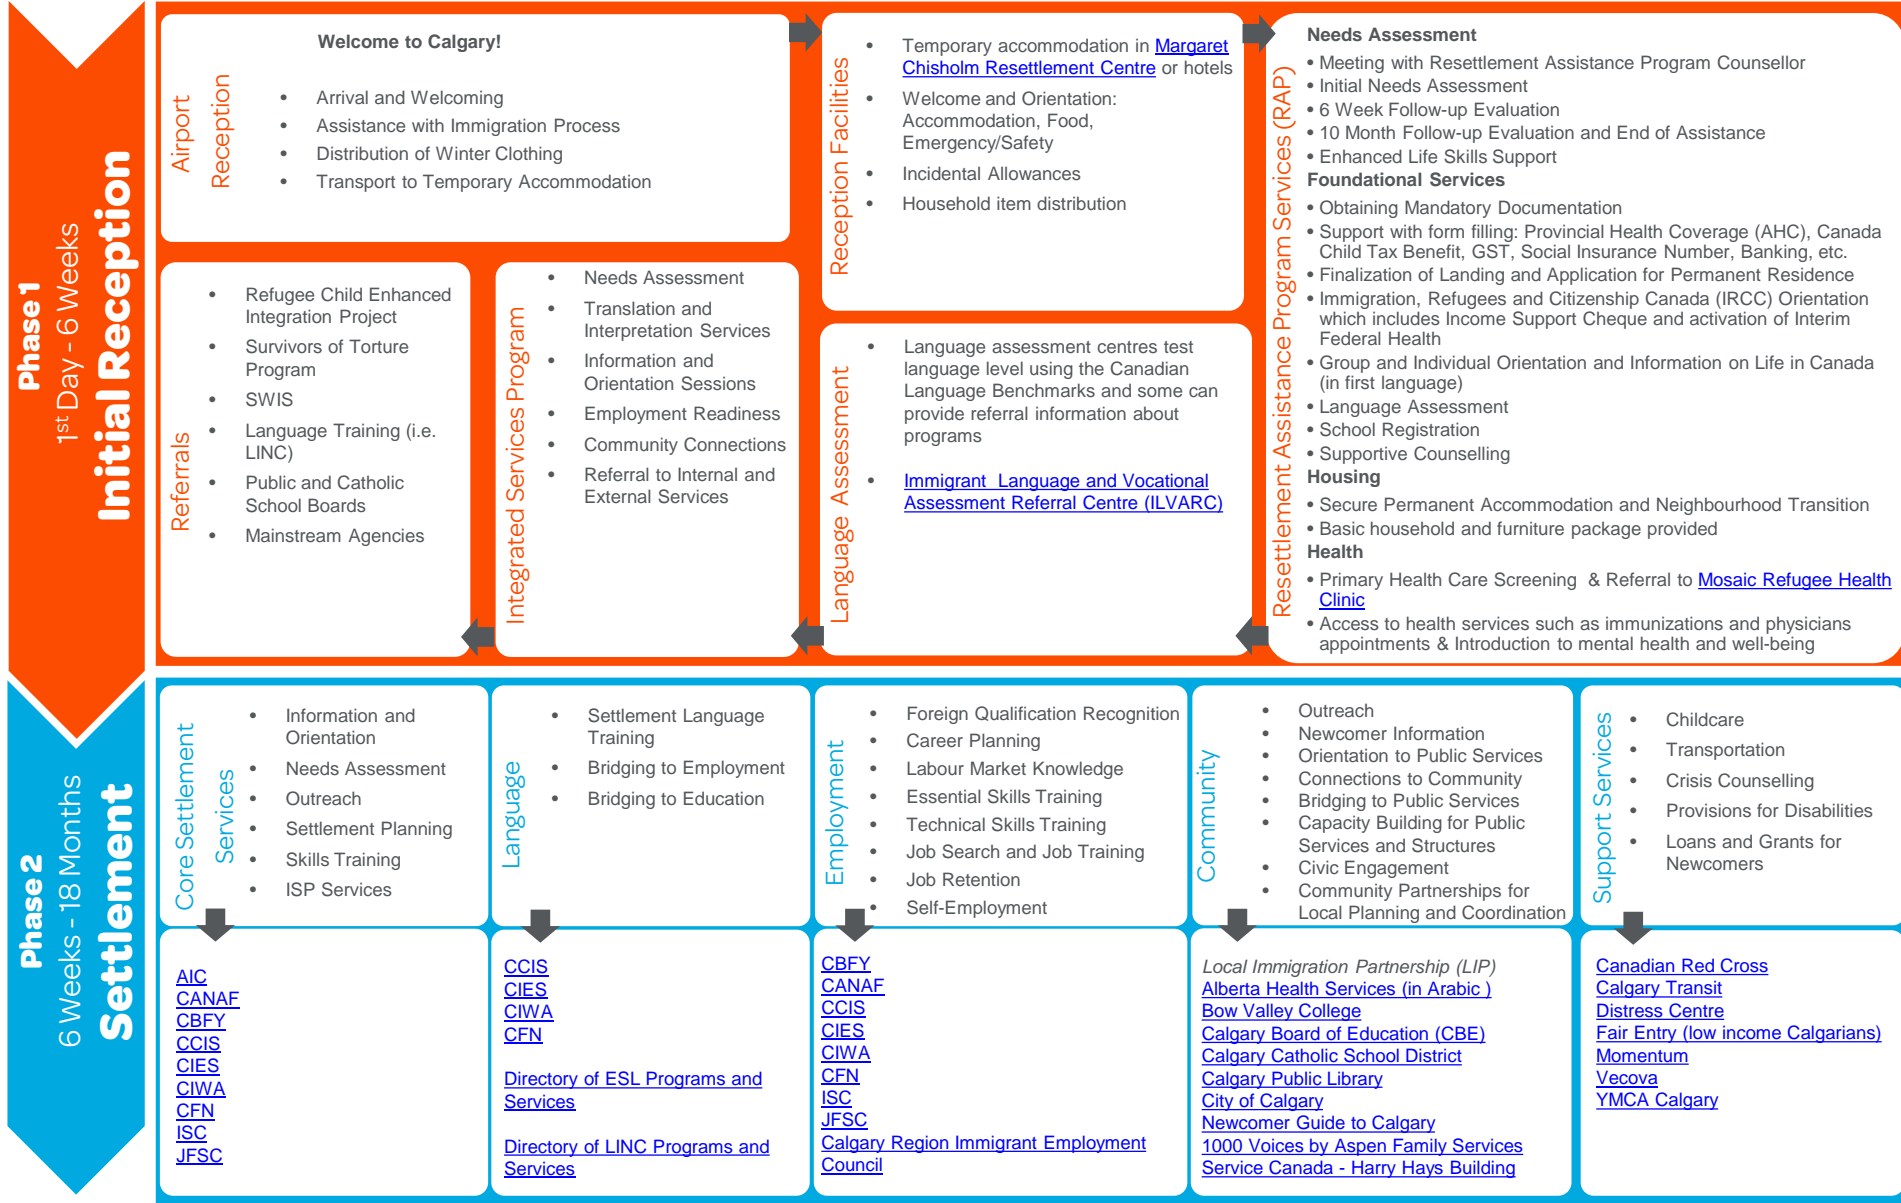 Phase 1
1st Day - 6 Weeks
Initial Reception
Airport
Reception
Welcome to Calgary!
• Arrival and Welcoming
• Assistance with Immigration Process
• Distribution of Winter Clothing
• Transport to Temporary Accommodation
Reception Facilities
• Temporary accommodation in Margaret
Chisholm Resettlement Centre or hotels
• Welcome and Orientation:
Accommodation, Food,
Emergency/Safety
• Incidental Allowances
• Household item distribution
Resettlement Assistance Program Services (RAP)
Needs Assessment
• Meeting with Resettlement Assistance Program Counsellor
• Initial Needs Assessment
• 6 Week Follow-up Evaluation
• 10 Month Follow-up Evaluation and End of Assistance
• Enhanced Life Skills Support
Foundational Services
• Obtaining Mandatory Documentation
• Support with form filling: Provincial Health Coverage (AHC), Canada
Child Tax Benefit, GST, Social Insurance Number, Banking, etc.
• Finalization of Landing and Application for Permanent Residence
• Immigration, Refugees and Citizenship Canada (IRCC) Orientation
which includes Income Support Cheque and activation of Interim
Federal Health
• Group and Individual Orientation and Information on Life in Canada
(in first language)
• Language Assessment
• School Registration
• Supportive Counselling
Housing
• Secure Permanent Accommodation and Neighbourhood Transition
• Basic household and furniture package provided
Health
• Primary Health Care Screening & Referral to Mosaic Refugee Health
Clinic
• Access to health services such as immunizations and physicians
appointments & Introduction to mental health and well-being
Language Assessment
• Language assessment centres test
language level using the Canadian
Language Benchmarks and some can
provide referral information about
programs
• Immigrant Language and Vocational
Assessment Referral Centre (ILVARC)
Integrated Services Program
• Needs Assessment
• Translation and
Interpretation Services
• Information and
Orientation Sessions
• Employment Readiness
• Community Connections
• Referral to Internal and
External Services
Referrals
• Refugee Child Enhanced
Integration Project
• Survivors of Torture
Program
• SWIS
• Language Training (i.e.
LINC)
• Public and Catholic
School Boards
• Mainstream Agencies
Phase 2
6 Weeks - 18 Months
Settlement
Core Settlement
Services
• Information and
Orientation
• Needs Assessment
• Outreach
• Settlement Planning
• Skills Training
• ISP Services
AIC
CANAF
CBFY
CCIS
CIES
CIWA
CFN
ISC
JFSC
Language
• Settlement Language
Training
• Bridging to Employment
• Bridging to Education
CCIS
CIES
CIWA
CFN
Directory of ESL Programs and
Services
Directory of LINC Programs and
Services
Employment
• Foreign Qualification Recognition
• Career Planning
• Labour Market Knowledge
• Essential Skills Training
• Technical Skills Training
• Job Search and Job Training
• Job Retention
• Self-Employment
CBFY
CANAF
CCIS
CIES
CIWA
CFN
ISC
JFSC
Calgary Region Immigrant Employment
Council
Community
• Outreach
• Newcomer Information
• Orientation to Public Services
• Connections to Community
• Bridging to Public Services
• Capacity Building for Public
Services and Structures
• Civic Engagement
• Community Partnerships for
Local Planning and Coordination
Local Immigration Partnership (LIP)
Alberta Health Services (in Arabic )
Bow Valley College
Calgary Board of Education (CBE)
Calgary Catholic School District
Calgary Public Library
City of Calgary
Newcomer Guide to Calgary
1000 Voices by Aspen Family Services
Service Canada - Harry Hays Building
Support Services
• Childcare
• Transportation
• Crisis Counselling
• Provisions for Disabilities
• Loans and Grants for
Newcomers
Canadian Red Cross
Calgary Transit
Distress Centre
Fair Entry (low income Calgarians)
Momentum
Vecova
YMCA Calgary